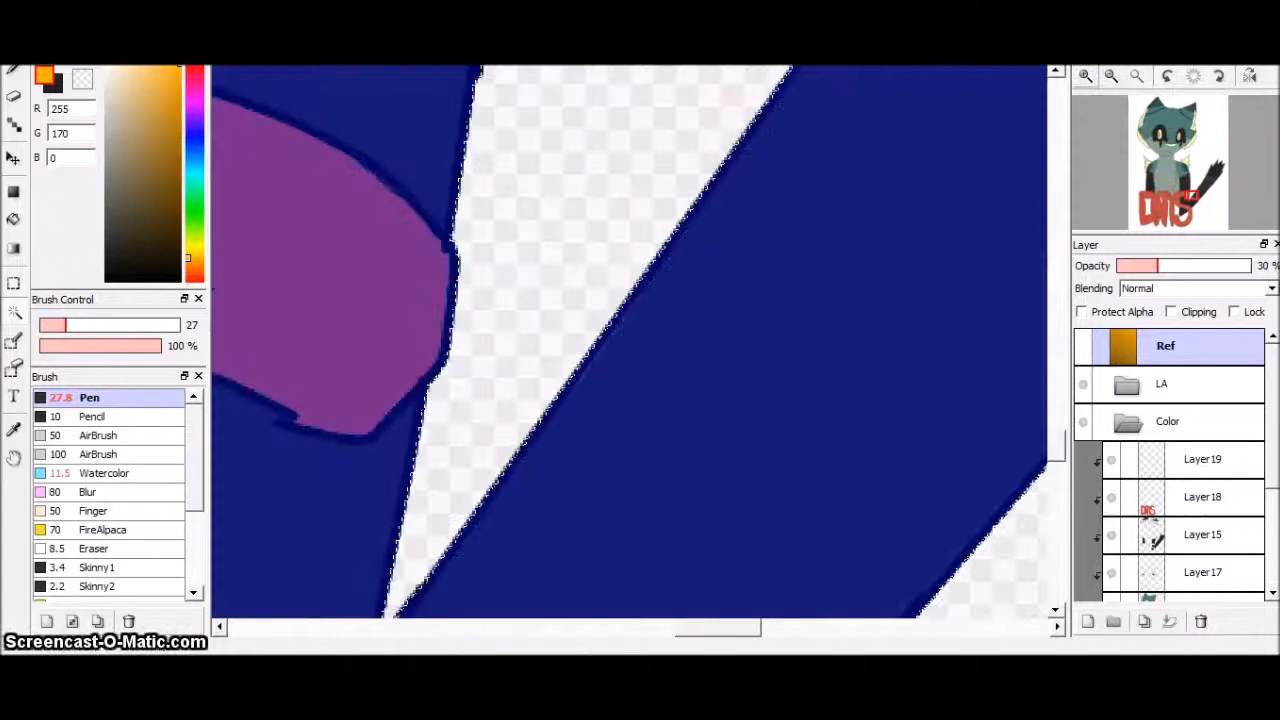 R 255
G 170
B 0
Brush Control
27
100 %
Brush
27.8 Pen
10 Pencil
50 AirBrush
100 AirBrush
11.5 Watercolor
80 Blur
50 Finger
70 FireAlpaca
8.5 Eraser
3.4 Skinny1
2.2 Skinny2
Screencast-O-Matic.com
DMS
Layer
Opacity 30 %
Blending Normal
Protect Alpha Clipping Lock
Ref
LA
Color
Layer19
Layer18
DMS
Layer15
Layer17
T